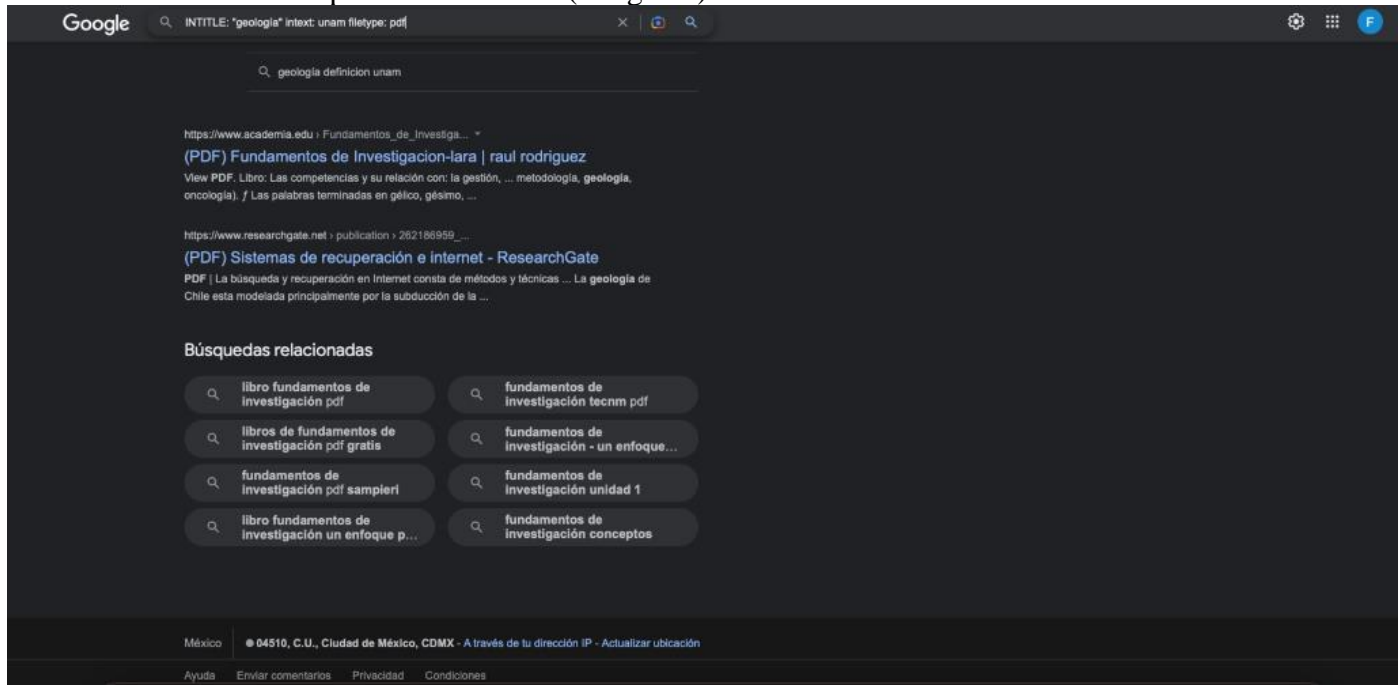 Google
INTITLE: "geologia" intext: unam filetype: pdf
F
geología definicion unam
https://www.academia.edu › Fundamentos_de_Investiga...
(PDF) Fundamentos de Investigacion-lara | raul rodriguez
View PDF. Libro: Las competencias y su relación con: la gestión, ... metodología, geología,
oncología). ƒ Las palabras terminadas en gélico, gésimo, ...
https://www.researchgate.net › publication › 262186959_...
(PDF) Sistemas de recuperación e internet - ResearchGate
PDF | La búsqueda y recuperación en Internet consta de métodos y técnicas ... La geología de
Chile esta modelada principalmente por la subducción de la ...
Búsquedas relacionadas
libro fundamentos de
investigación pdf
fundamentos de
investigación tecnm pdf
libros de fundamentos de
investigación pdf gratis
fundamentos de
investigación - un enfoque...
fundamentos de
investigación pdf sampieri
fundamentos de
investigación unidad 1
libro fundamentos de
investigación un enfoque p...
fundamentos de
investigación conceptos
México
04510, C.U., Ciudad de México, CDMX - A través de tu dirección IP - Actualizar ubicación
Ayuda Enviar comentarios Privacidad Condiciones